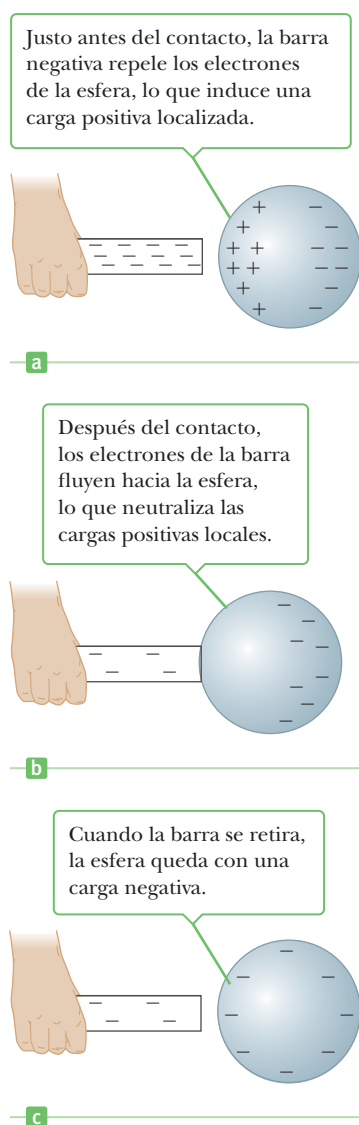 Justo antes del contacto, la barra
negativa repele los electrones
de la esfera, lo que induce una
carga positiva localizada.
a
Después del contacto,
los electrones de la barra
fluyen hacia la esfera,
lo que neutraliza las
cargas positivas locales.
b
Cuando la barra se retira,
la esfera queda con una
carga negativa.
c